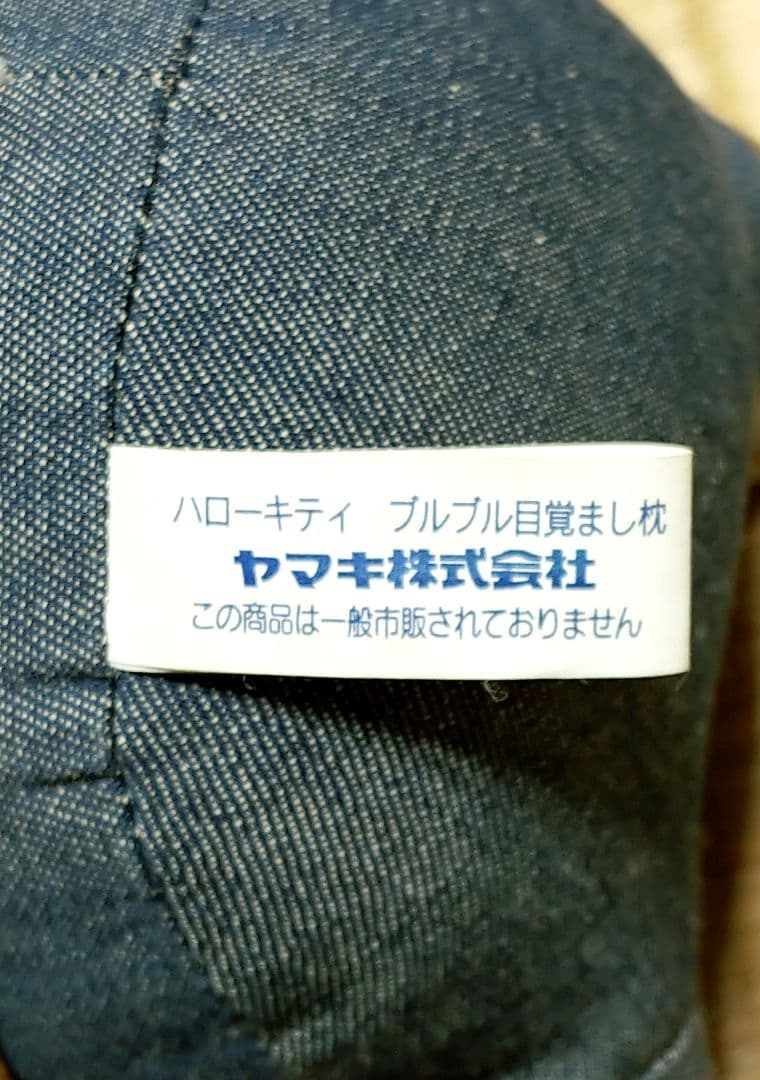 ハローキティ　ブルブル目覚まし枕
ヤマキ株式会社
この商品は一般市販されておりません